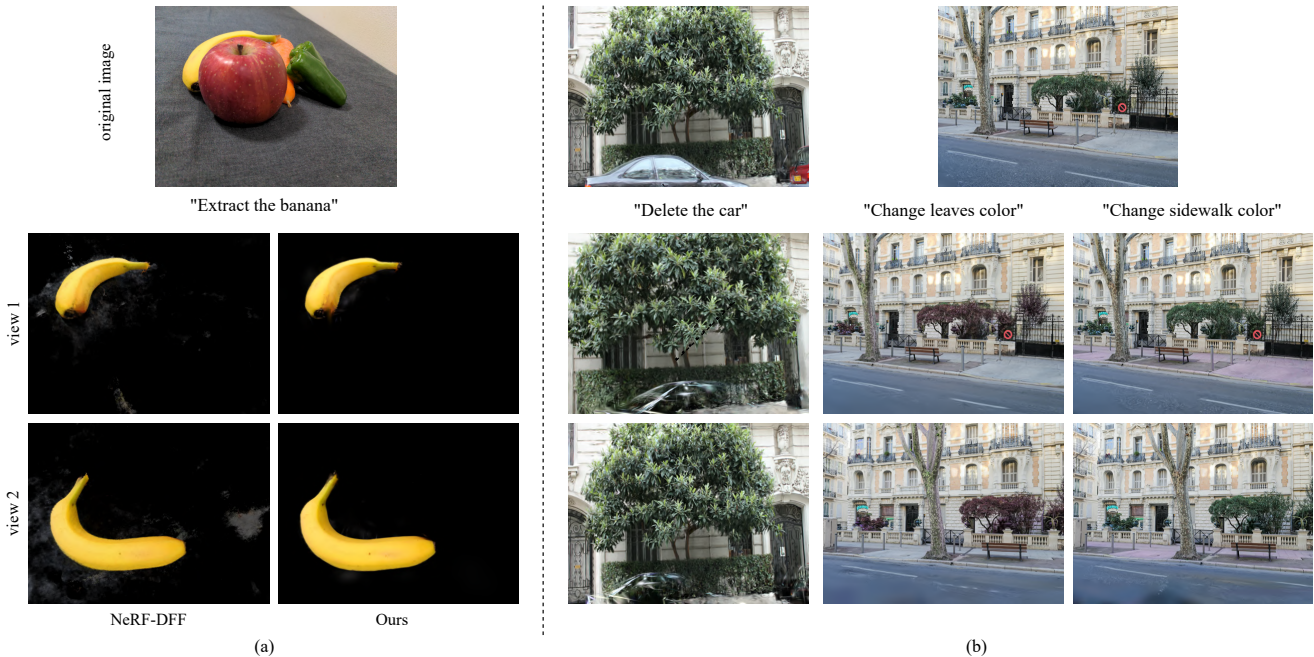 original image
"Extract the banana"
"Delete the car"
"Change leaves color"
"Change sidewalk color"
view 1
view 2
NeRF-DFF
Ours
(a)
(b)